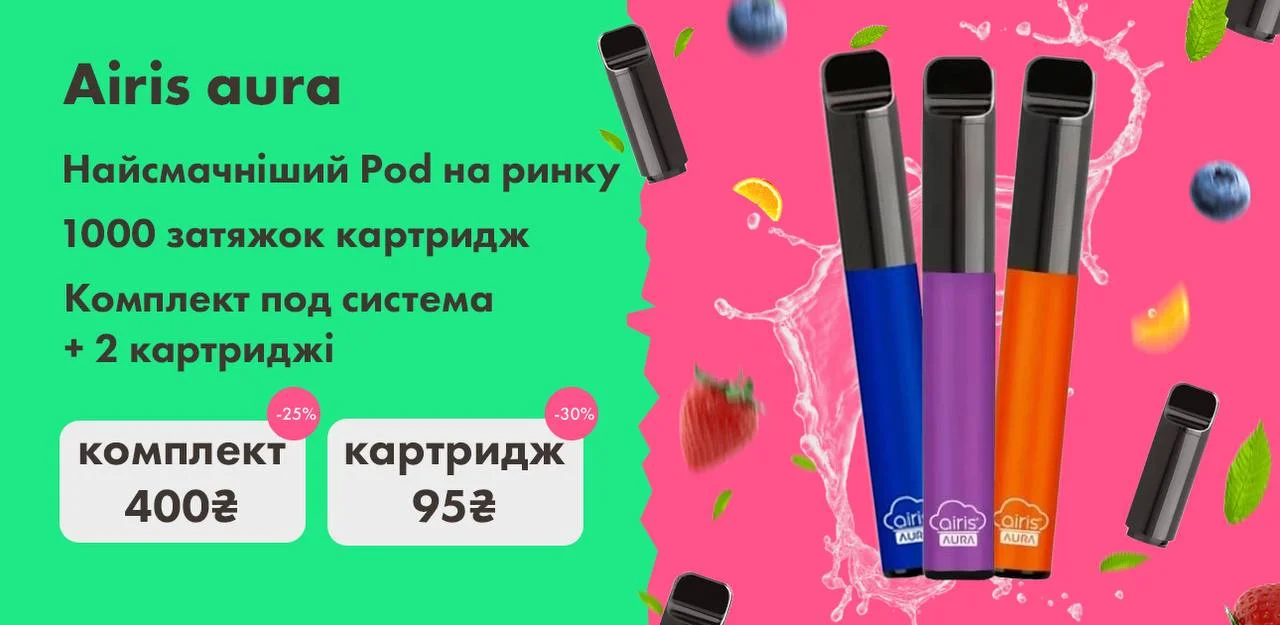 Airis aura
Найсмачніший Pod на ринку
1000 затяжок картридж
Комплект под система
+ 2 картриджі
-25%
комплект
400₴
-30%
картридж
95₴
airis
AURA
airis
AURA
airis
AURA